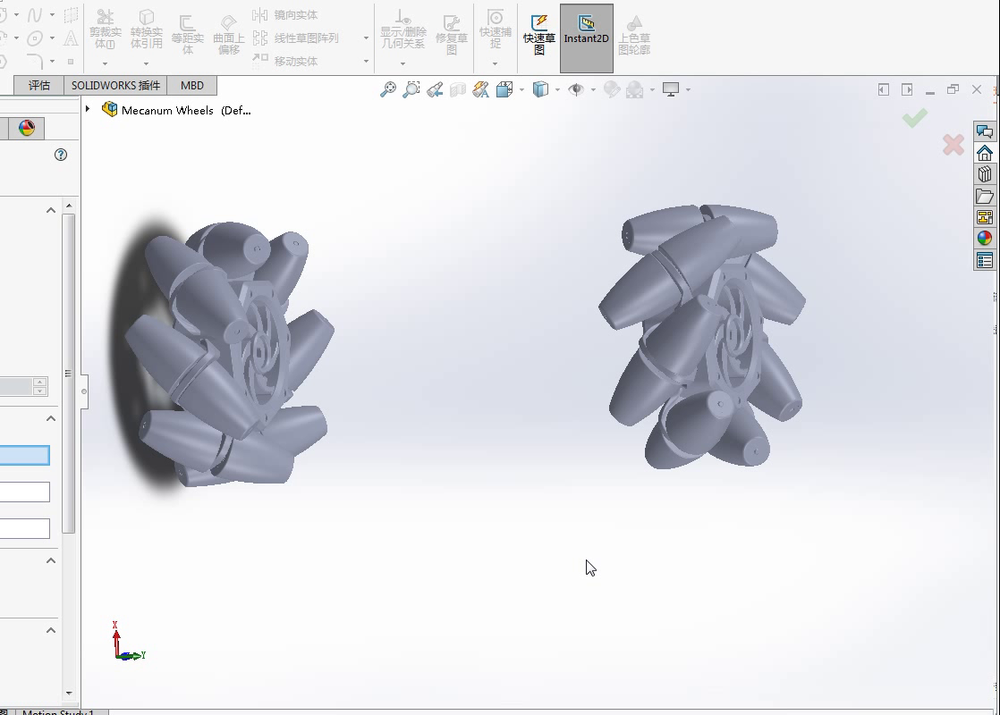 剪裁实
体(I)
转换实
体引用
等距实
体
曲面上
偏移
镜向实体
线性草图阵列
移动实体
显示/删除
几何关系
修复草
图
快速捕
捉
快速草
图
Instant2D
上色草
图轮廓
评估
SOLIDWORKS 插件
MBD
Mecanum Wheels (Def...
X
Y
图
Motion Study 1